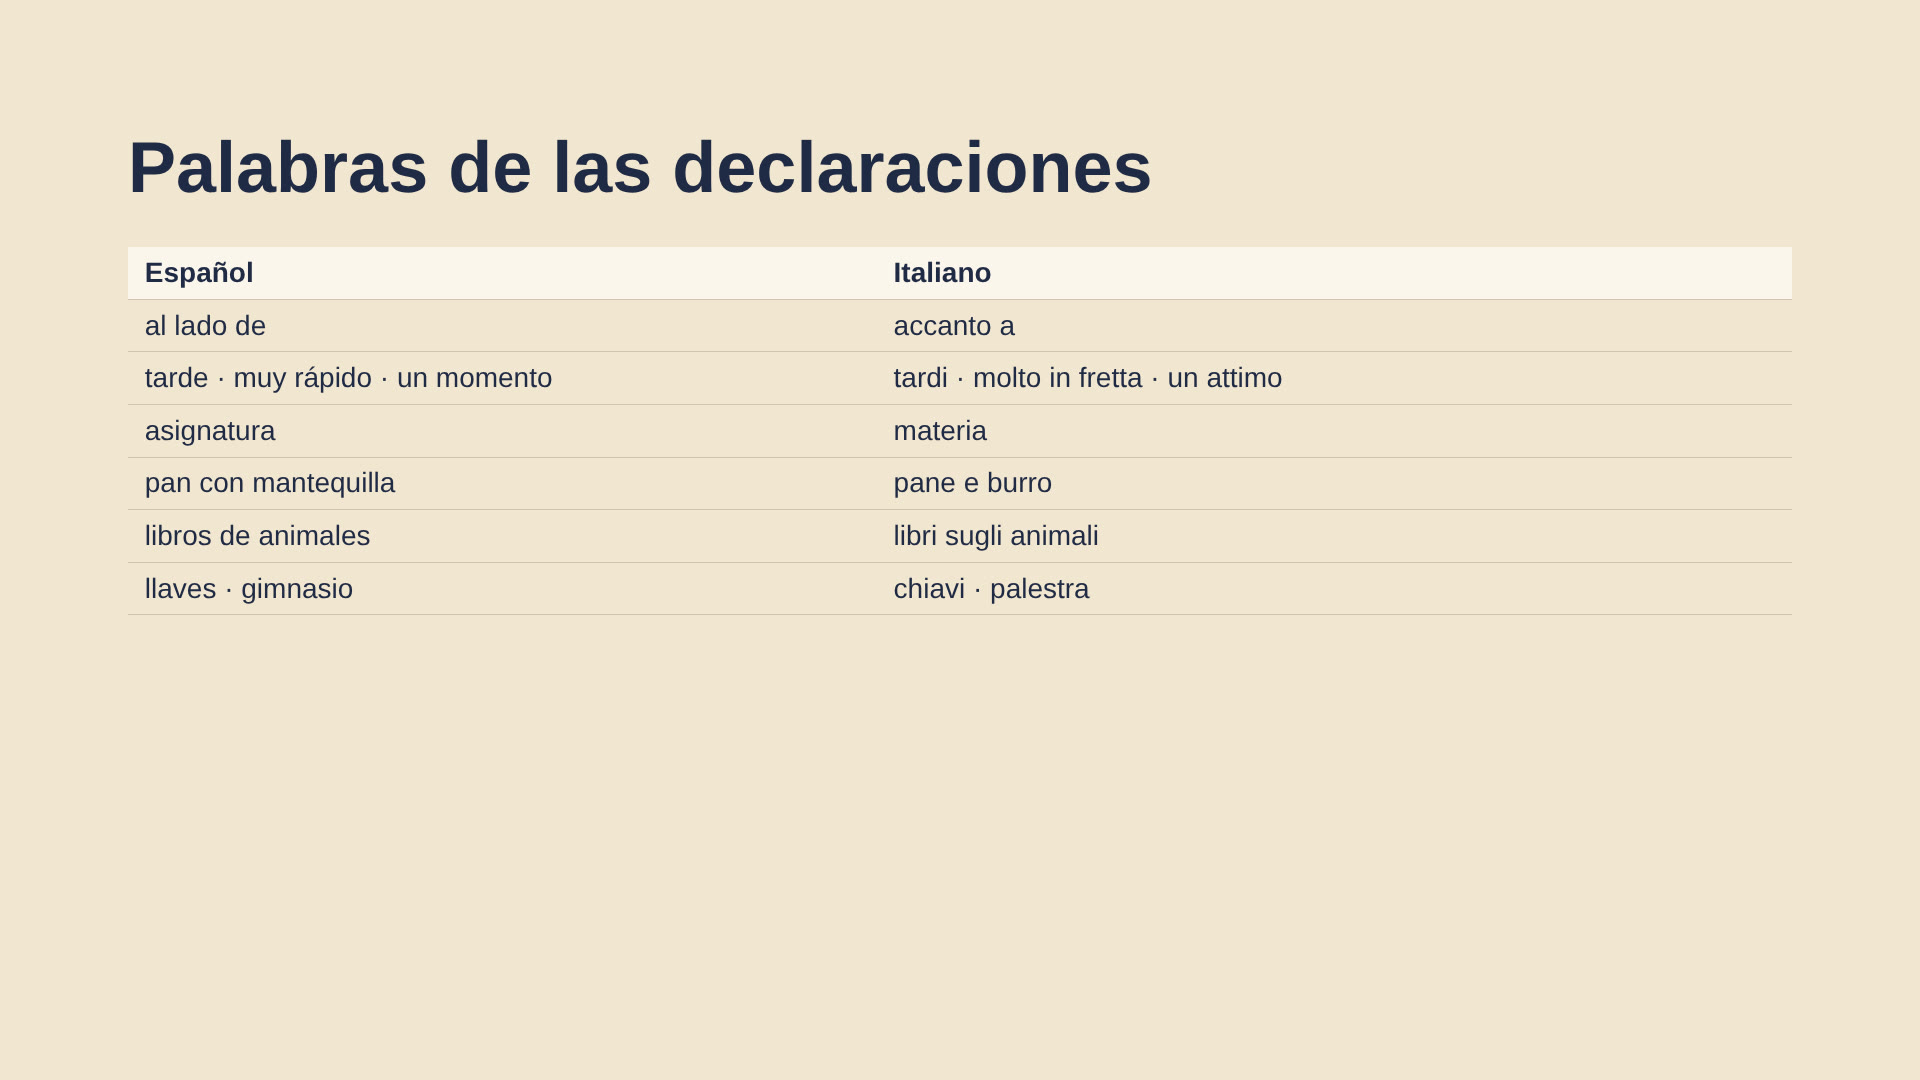 Palabras de las declaraciones
Español Italiano
al lado de accanto a
tarde · muy rápido · un momento tardi · molto in fretta · un attimo
asignatura materia
pan con mantequilla pane e burro
libros de animales libri sugli animali
llaves · gimnasio chiavi · palestra